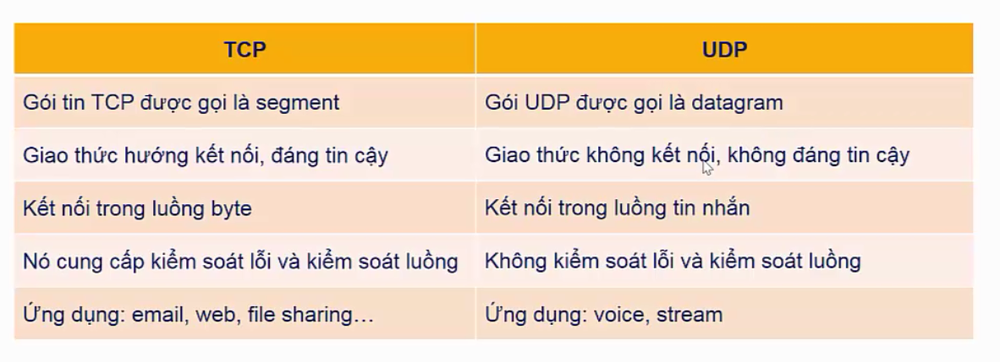 TCP
UDP
Gói tin TCP được gọi là segment
Gói UDP được gọi là datagram
Giao thức hướng kết nối, đáng tin cậy
Giao thức không kết nối, không đáng tin cậy
Kết nối trong luồng byte
Kết nối trong luồng tin nhắn
Nó cung cấp kiểm soát lỗi và kiểm soát luồng
Không kiểm soát lỗi và kiểm soát luồng
Ứng dụng: email, web, file sharing…
Ứng dụng: voice, stream